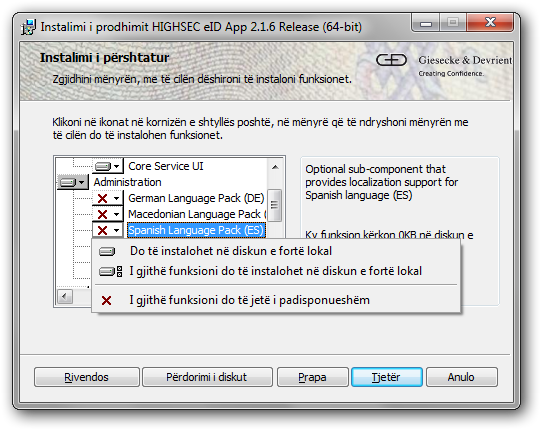 Instalimi i prodhimit HIGHSEC eID App 2.1.6 Release (64-bit)
Instalimi i përshtatur
Zgjidhni mënyrën, me të cilën dëshironi të instaloni funksionet.
Giesecke & Devrient
Creating Confidence.
Klikoni në ikonat në kornizën e shtyllës poshtë, në mënyrë që të ndryshoni mënyrën me
të cilën do të instalohen funksionet.
Core Service UI
Administration
German Language Pack (DE)
Macedonian Language Pack (
Spanish Language Pack (ES)
Optional sub-component that
provides localization support for
Spanish language (ES)
Ky funksion kërkon 0KB në diskun e
Do të instalohet në diskun e fortë lokal
I gjithë funksioni do të instalohet në diskun e fortë lokal
I gjithë funksioni do të jetë i padisponueshëm
Rivendos
Përdorimi i diskut
Prapa
Tjetër
Anulo